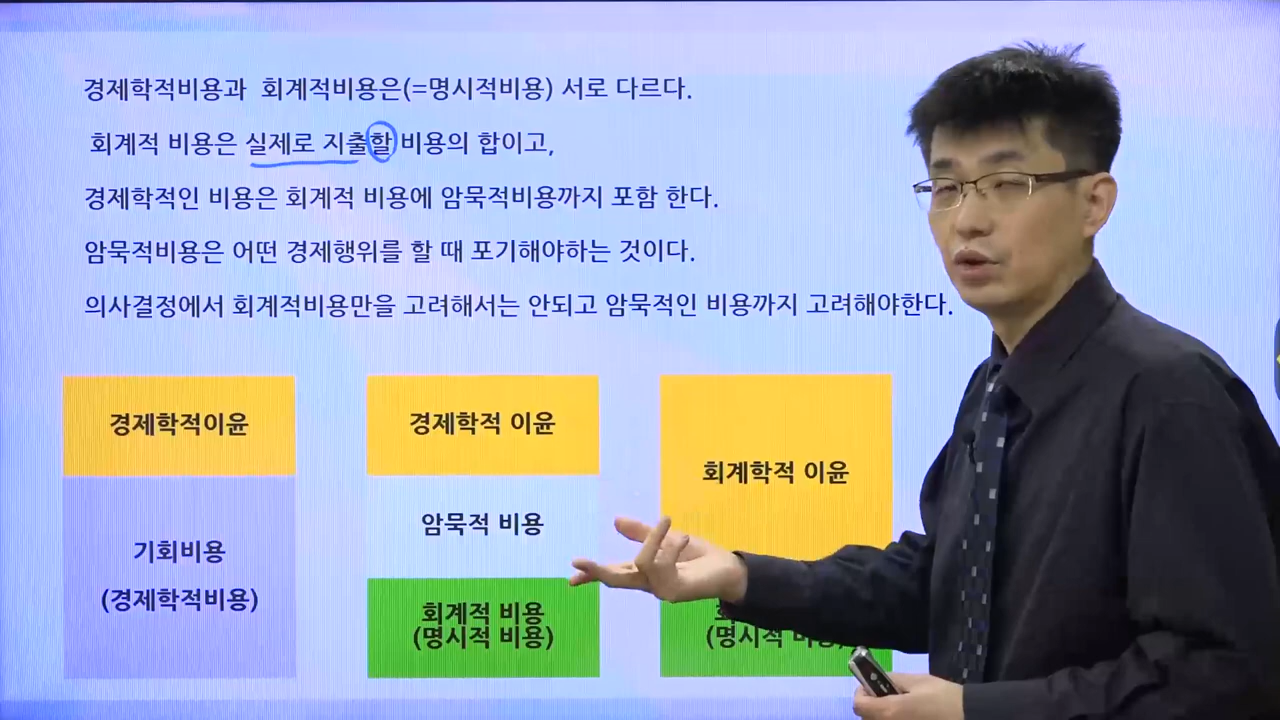 경제학적비용과 회계적비용은(=명시적비용) 서로 다르다.
회계적 비용은 실제로 지출할 비용의 합이고,
경제학적인 비용은 회계적 비용에 암묵적비용까지 포함 한다.
암묵적비용은 어떤 경제행위를 할 때 포기해야하는 것이다.
의사결정에서 회계적비용만을 고려해서는 안되고 암묵적인 비용까지 고려해야한다.
경제학적이윤
기회비용
(경제학적비용)
경제학적 이윤
암묵적 비용
회계적 비용
(명시적 비용)
회계학적 이윤
(명시적 비용)